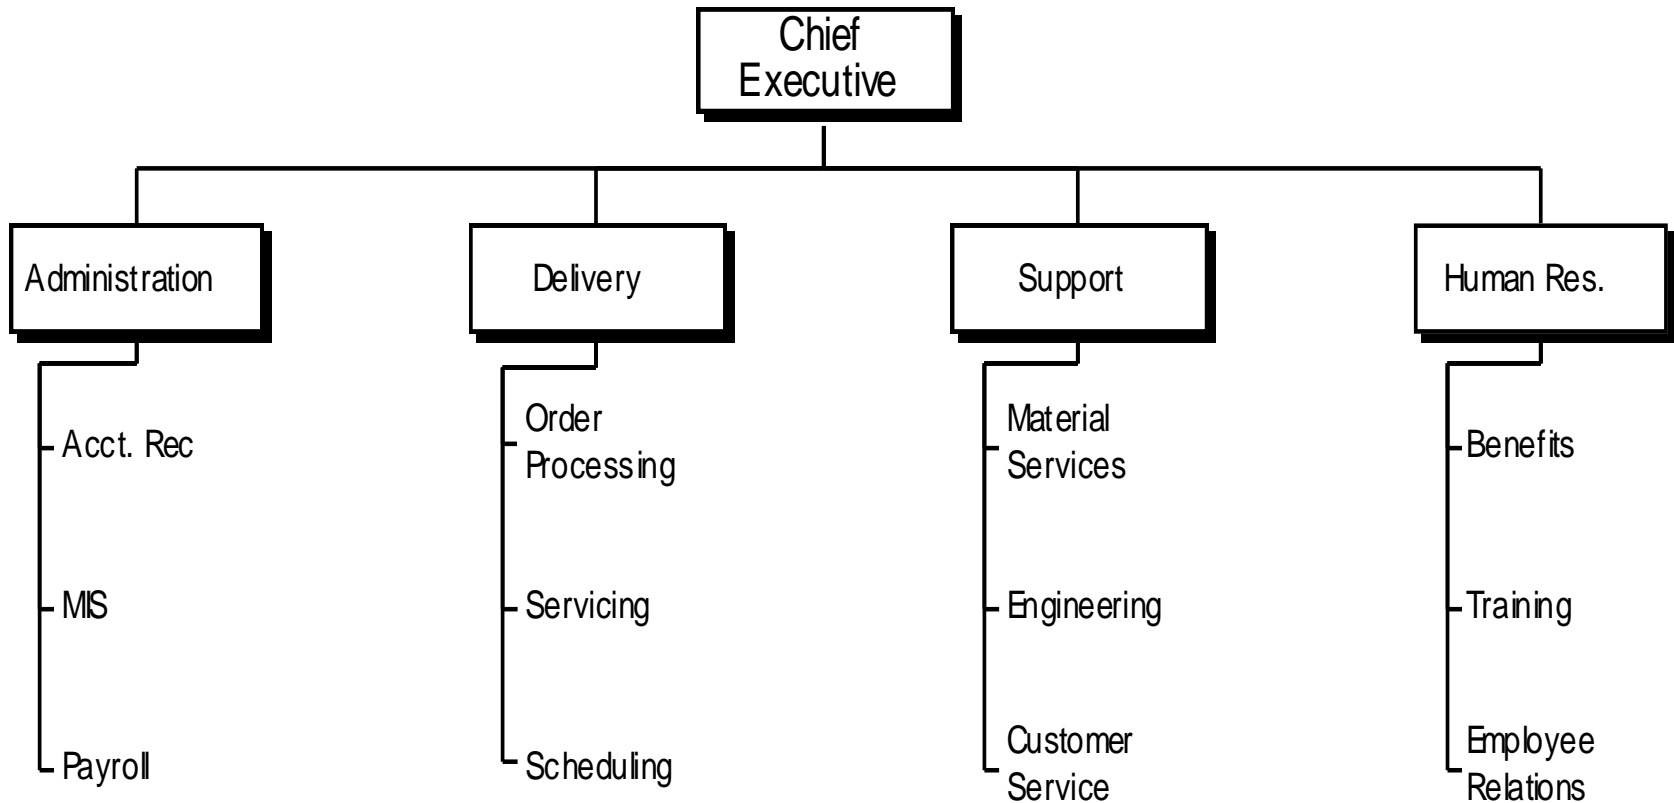 Chief
Executive
Administration
Delivery
Support
Human Res.
Acct. Rec
MIS
Payroll
Order
Processing
Servicing
Scheduling
Material
Services
Engineering
Customer
Service
Benefits
Training
Employee
Relations